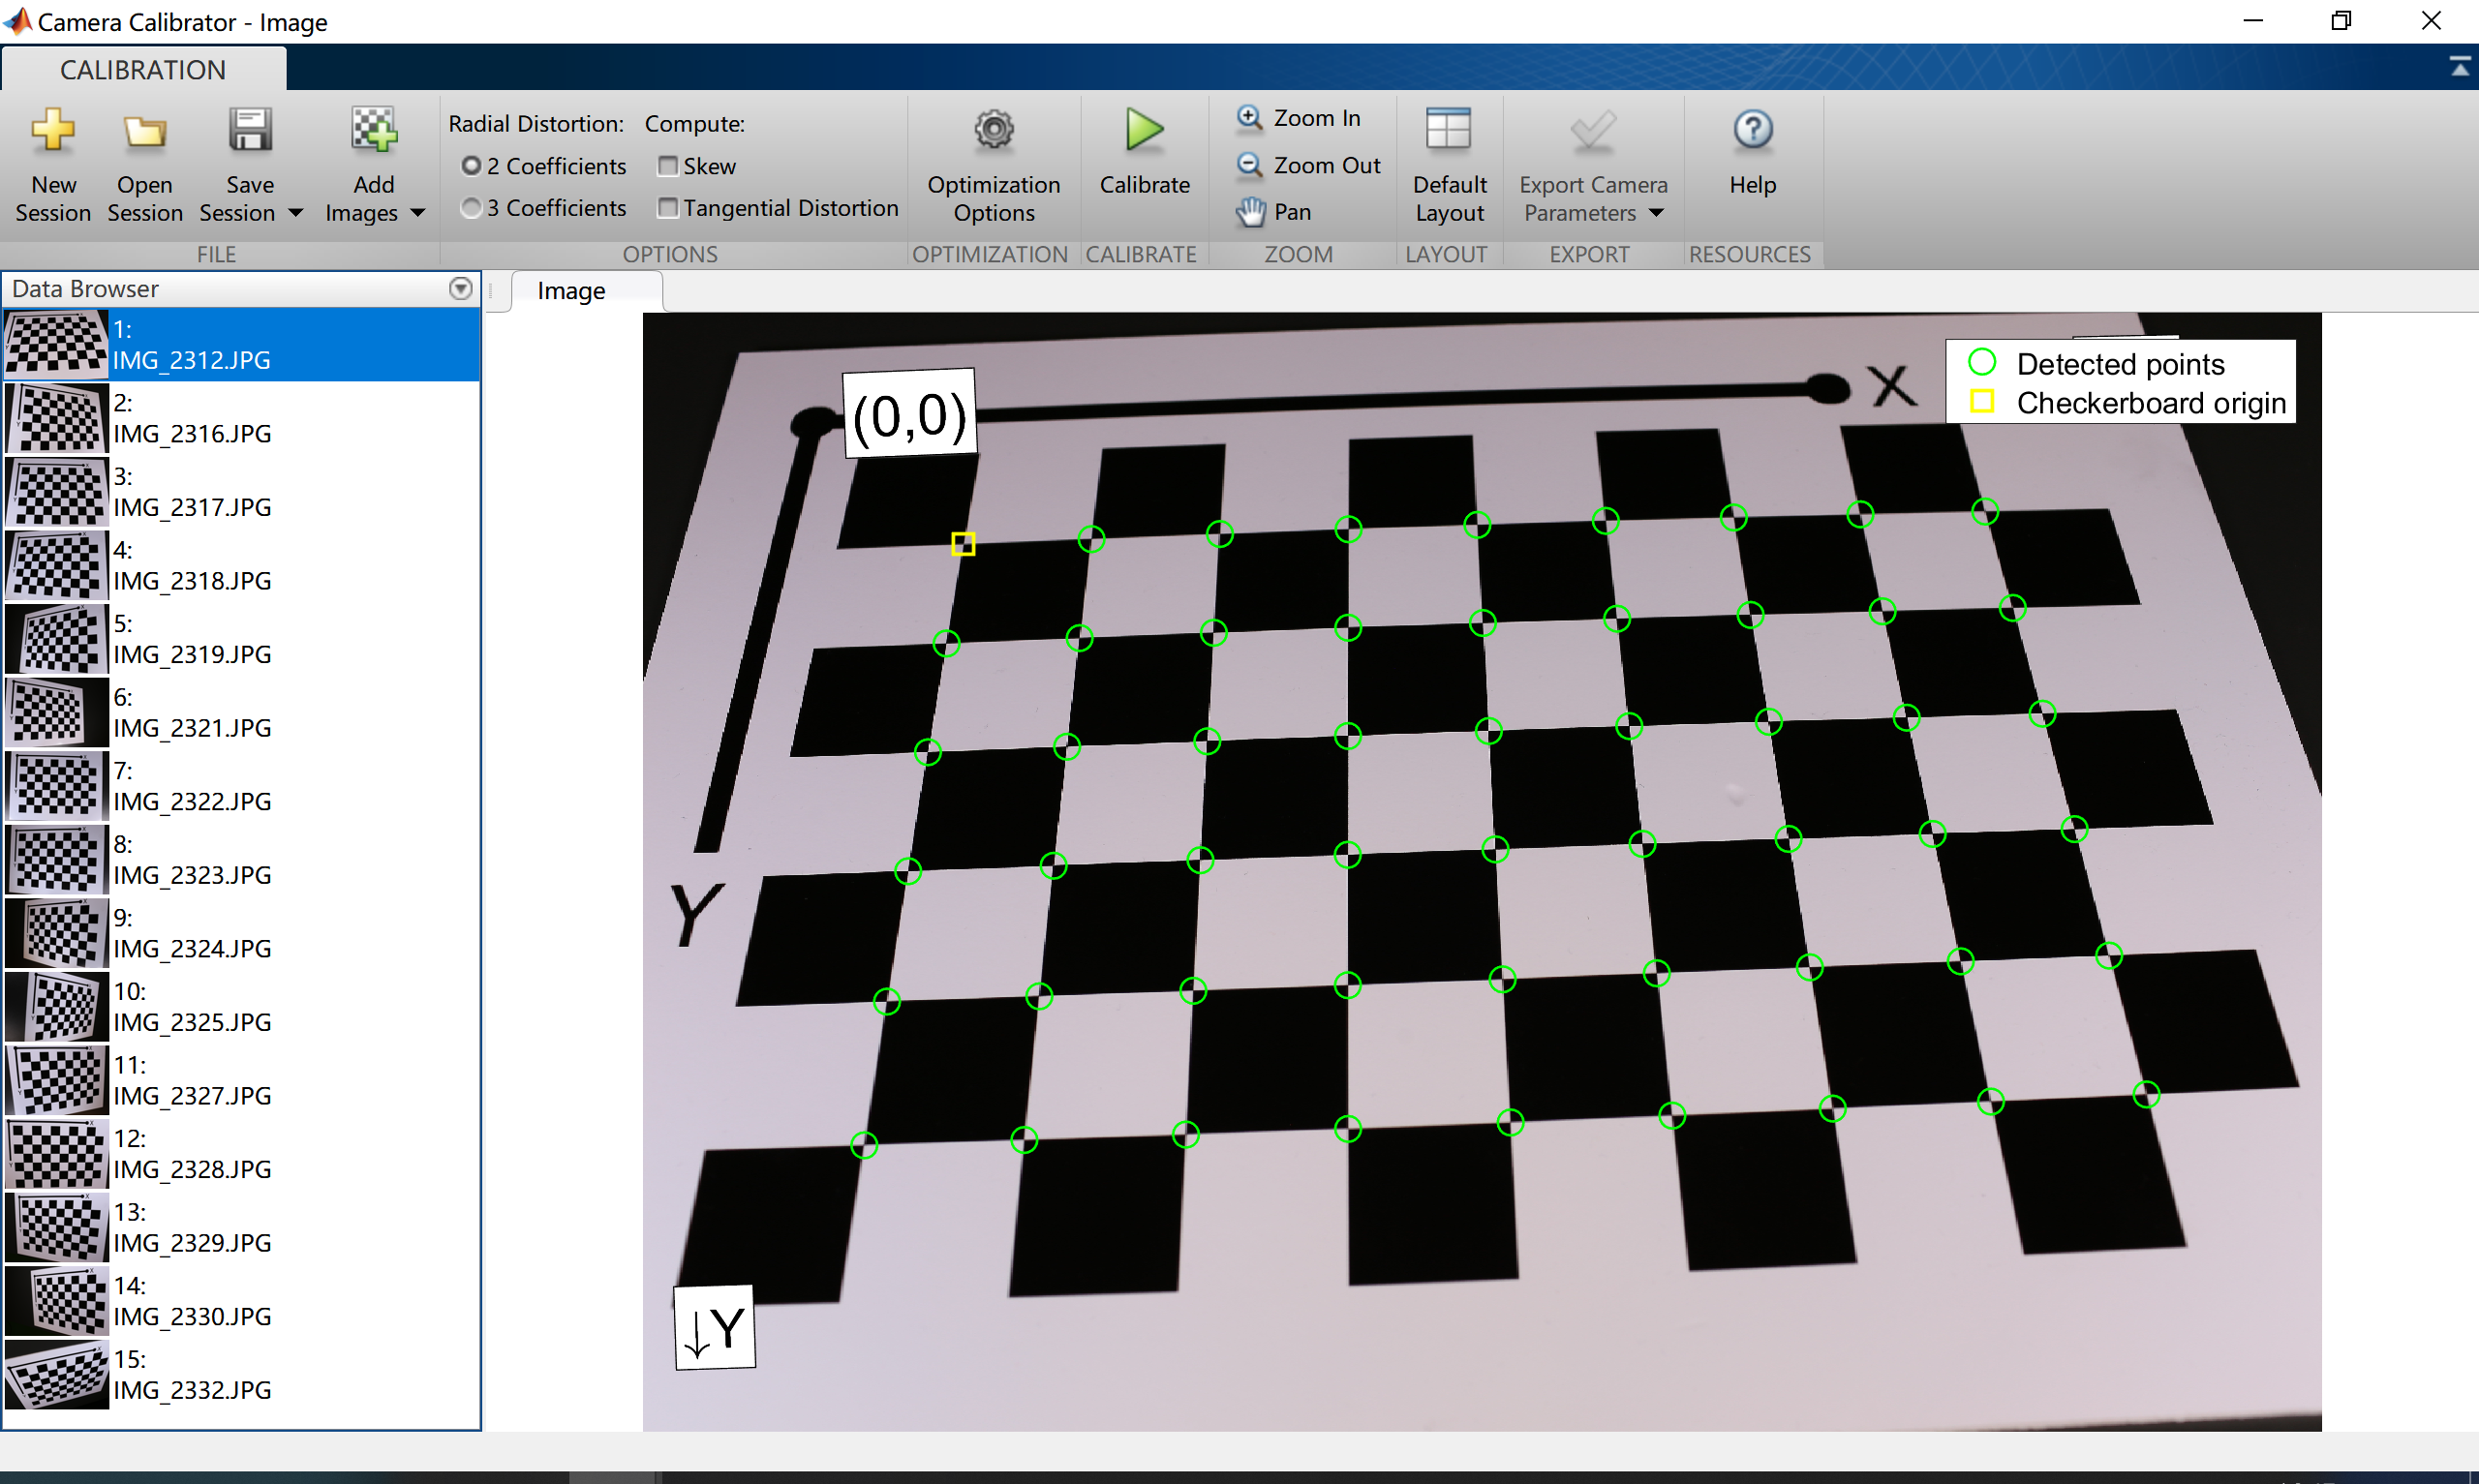 Camera Calibrator - Image
CALIBRATION
New Session
Open Session
Save Session
Add Images
FILE
Radial Distortion:
2 Coefficients
3 Coefficients
Compute:
Skew
Tangential Distortion
OPTIONS
Optimization Options
OPTIMIZATION
Calibrate
CALIBRATE
Zoom In
Zoom Out
Pan
ZOOM
Default Layout
LAYOUT
Export Camera Parameters
EXPORT
Help
RESOURCES
Data Browser
1:
IMG_2312.JPG
2:
IMG_2316.JPG
3:
IMG_2317.JPG
4:
IMG_2318.JPG
5:
IMG_2319.JPG
6:
IMG_2321.JPG
7:
IMG_2322.JPG
8:
IMG_2323.JPG
9:
IMG_2324.JPG
10:
IMG_2325.JPG
11:
IMG_2327.JPG
12:
IMG_2328.JPG
13:
IMG_2329.JPG
14:
IMG_2330.JPG
15:
IMG_2332.JPG
Image
(0,0)
X
Detected points
Checkerboard origin
Y
↓Y